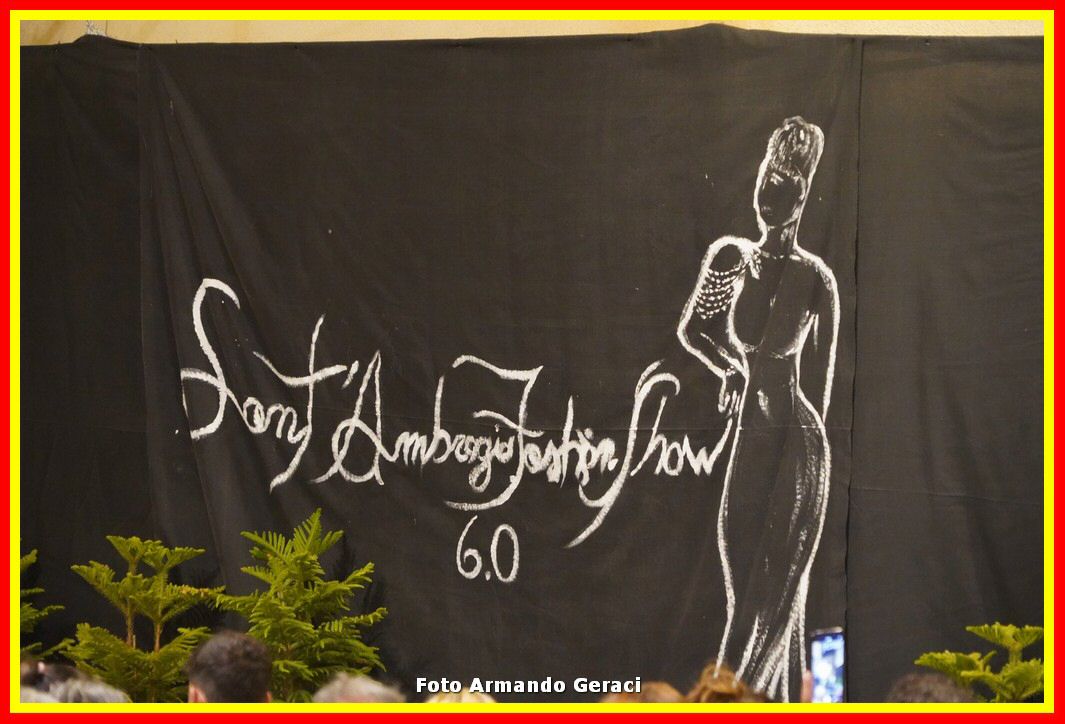 Sant'Ambrogio Fashion Show
6.0
Foto Armando Geraci